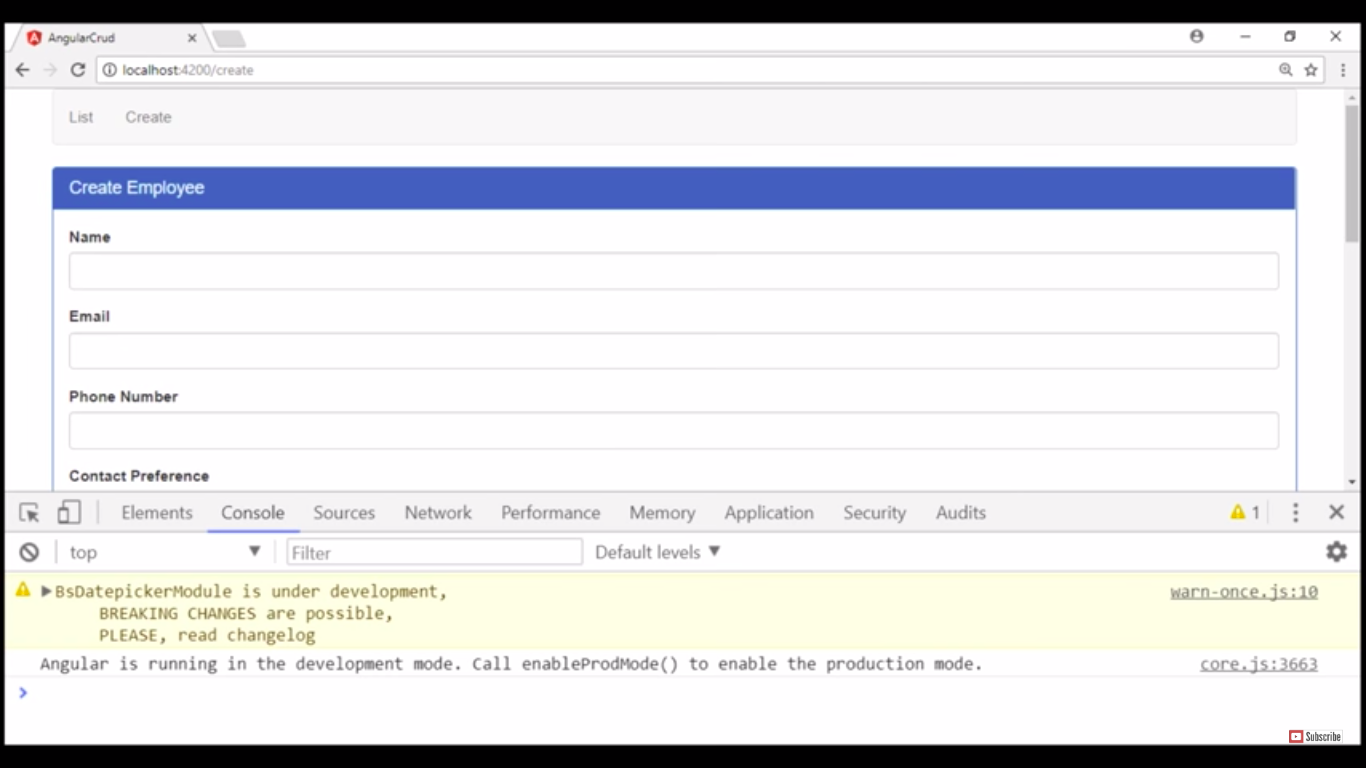 AngularCrud
localhost:4200/create
List Create
Create Employee
Name
Email
Phone Number
Contact Preference
Elements Console Sources Network Performance Memory Application Security Audits 1
top Filter Default levels
BsDatepickerModule is under development, warn-once.js:10
BREAKING CHANGES are possible,
PLEASE, read changelog
Angular is running in the development mode. Call enableProdMode() to enable the production mode. core.js:3663
Subscribe